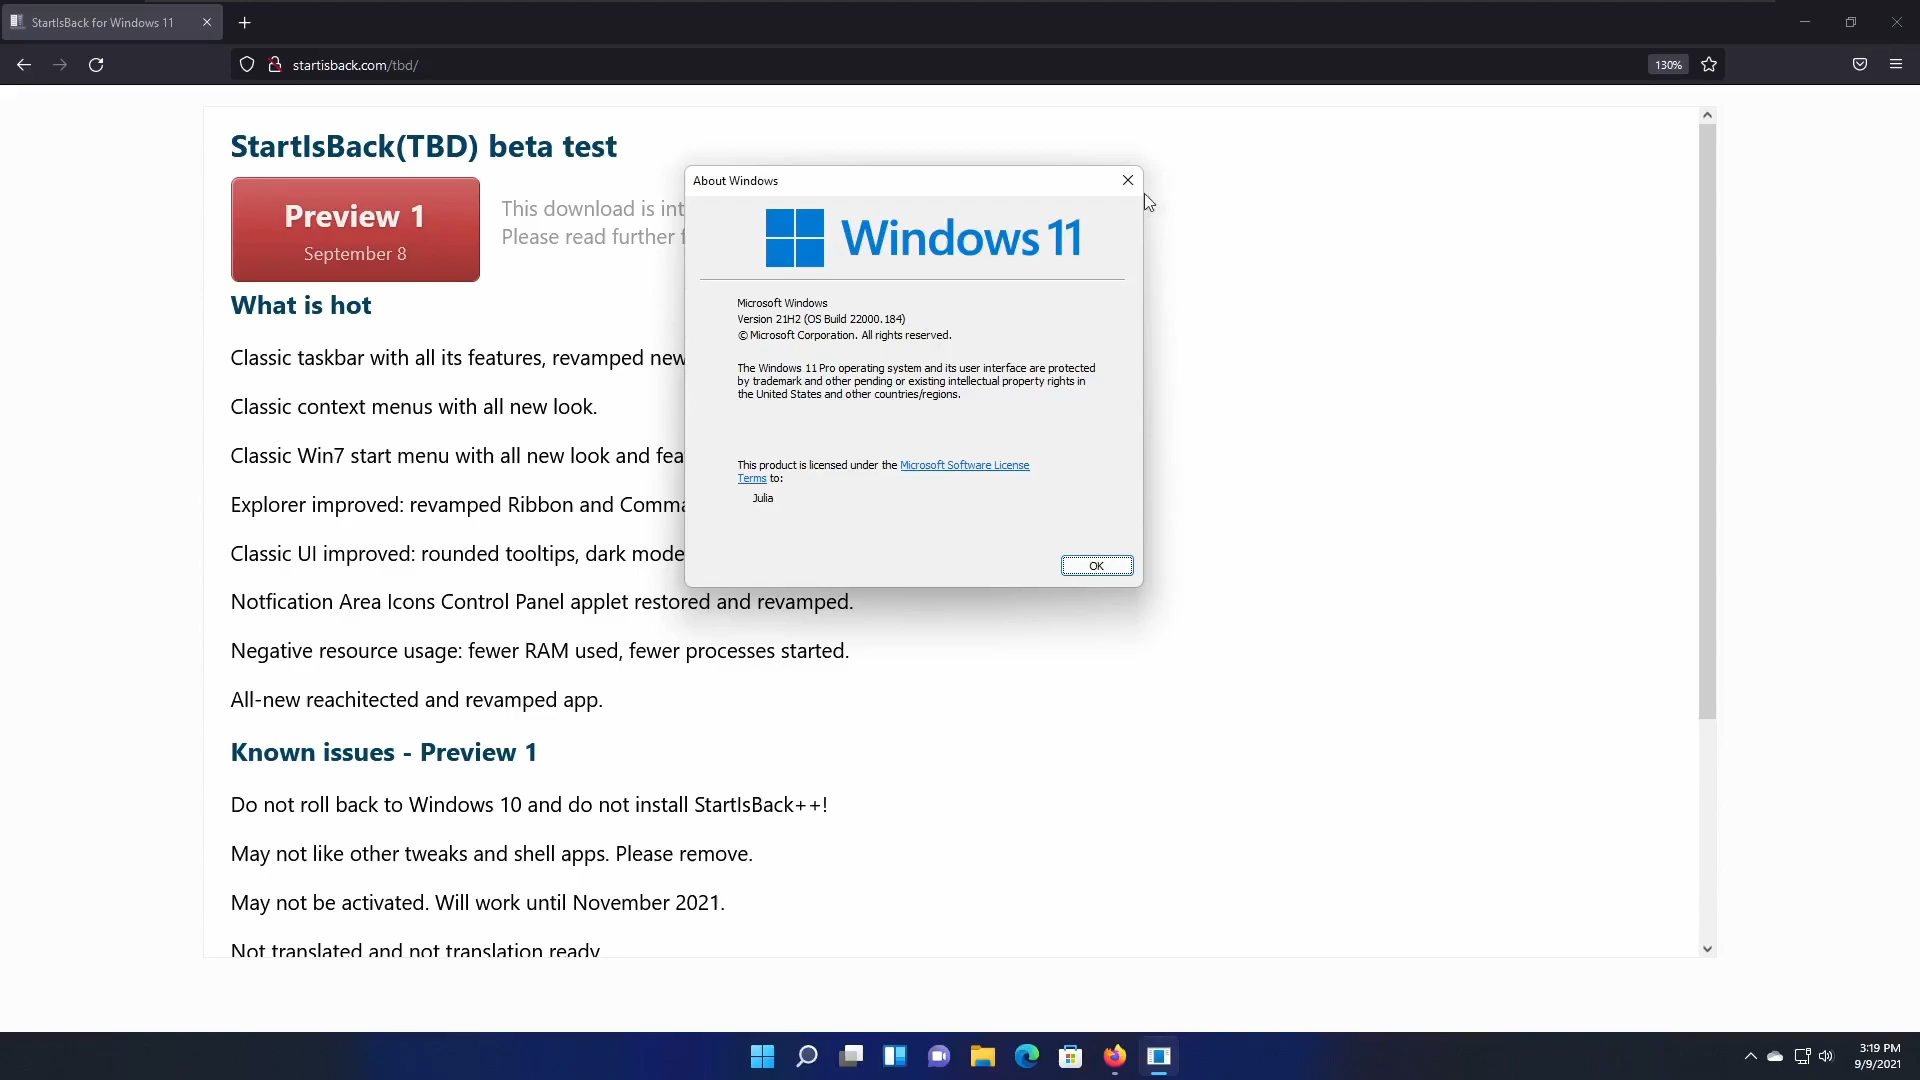 StartIsBack for Windows 11
startisback.com/tbd/
130%
StartIsBack(TBD) beta test
Preview 1
September 8
This download is int
Please read further f
What is hot
Classic taskbar with all its features, revamped new
Classic context menus with all new look.
Classic Win7 start menu with all new look and fea
Explorer improved: revamped Ribbon and Comma
Classic UI improved: rounded tooltips, dark mode
Notfication Area Icons Control Panel applet restored and revamped.
Negative resource usage: fewer RAM used, fewer processes started.
All-new reachitected and revamped app.
Known issues - Preview 1
Do not roll back to Windows 10 and do not install StartIsBack++!
May not like other tweaks and shell apps. Please remove.
May not be activated. Will work until November 2021.
Not translated and not translation ready
About Windows
Windows 11
Microsoft Windows
Version 21H2 (OS Build 22000.184)
© Microsoft Corporation. All rights reserved.
The Windows 11 Pro operating system and its user interface are protected
by trademark and other pending or existing intellectual property rights in
the United States and other countries/regions.
This product is licensed under the Microsoft Software License
Terms to:
Julia
OK
3:19 PM
9/9/2021